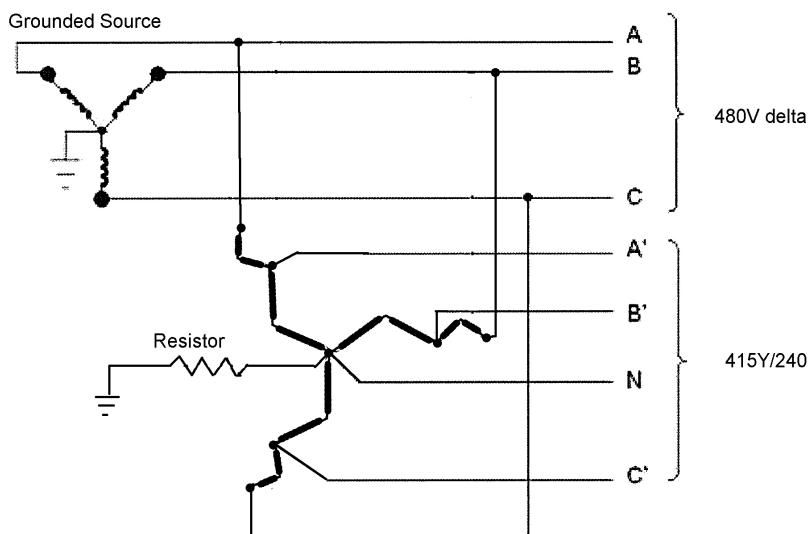 Grounded Source
A
B
480V delta
C
A'
B'
Resistor
415Y/240
N
C'